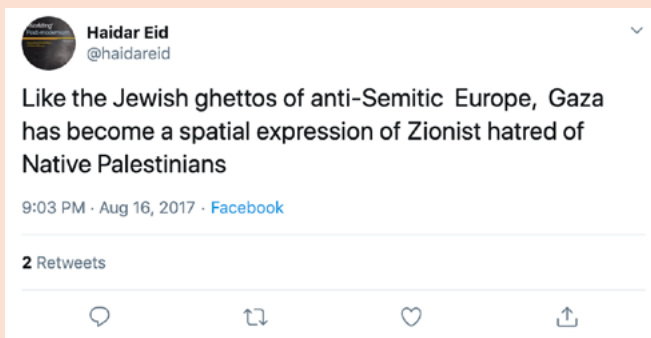 Haidar Eid
@haidareid
Like the Jewish ghettos of anti-Semitic Europe, Gaza
has become a spatial expression of Zionist hatred of
Native Palestinians
9:03 PM · Aug 16, 2017 · Facebook
2 Retweets